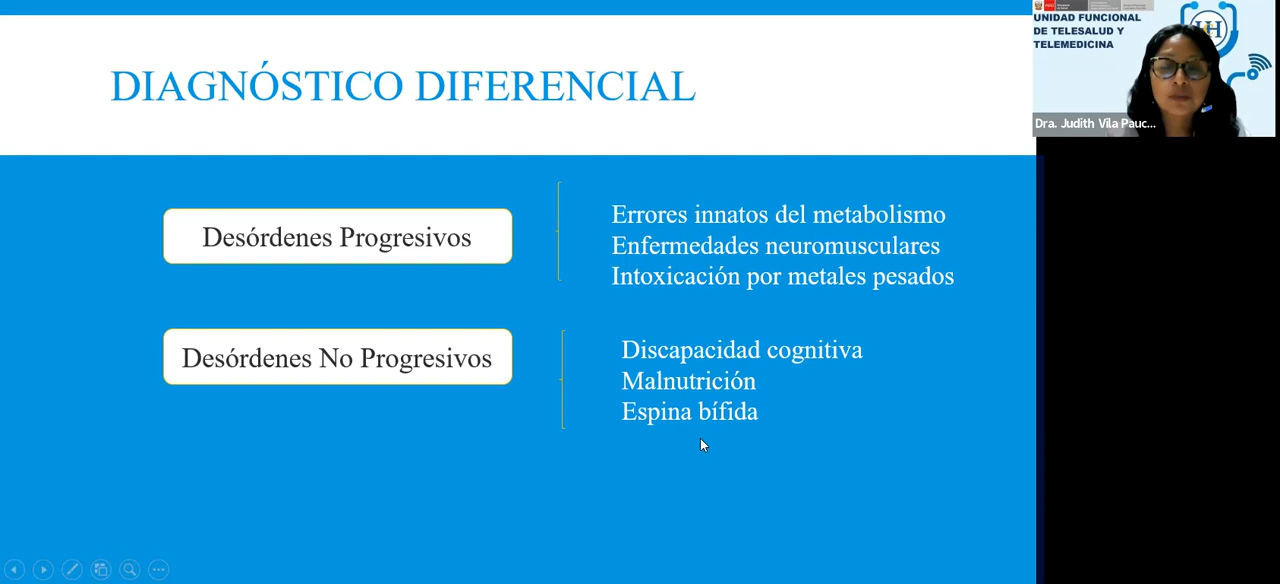 DIAGNÓSTICO DIFERENCIAL
UNIDAD FUNCIONAL
DE TELESALUD Y
TELEMEDICINA
Dra. Judith Vila Pauc...
Desórdenes Progresivos
Errores innatos del metabolismo
Enfermedades neuromusculares
Intoxicación por metales pesados
Desórdenes No Progresivos
Discapacidad cognitiva
Malnutrición
Espina bífida